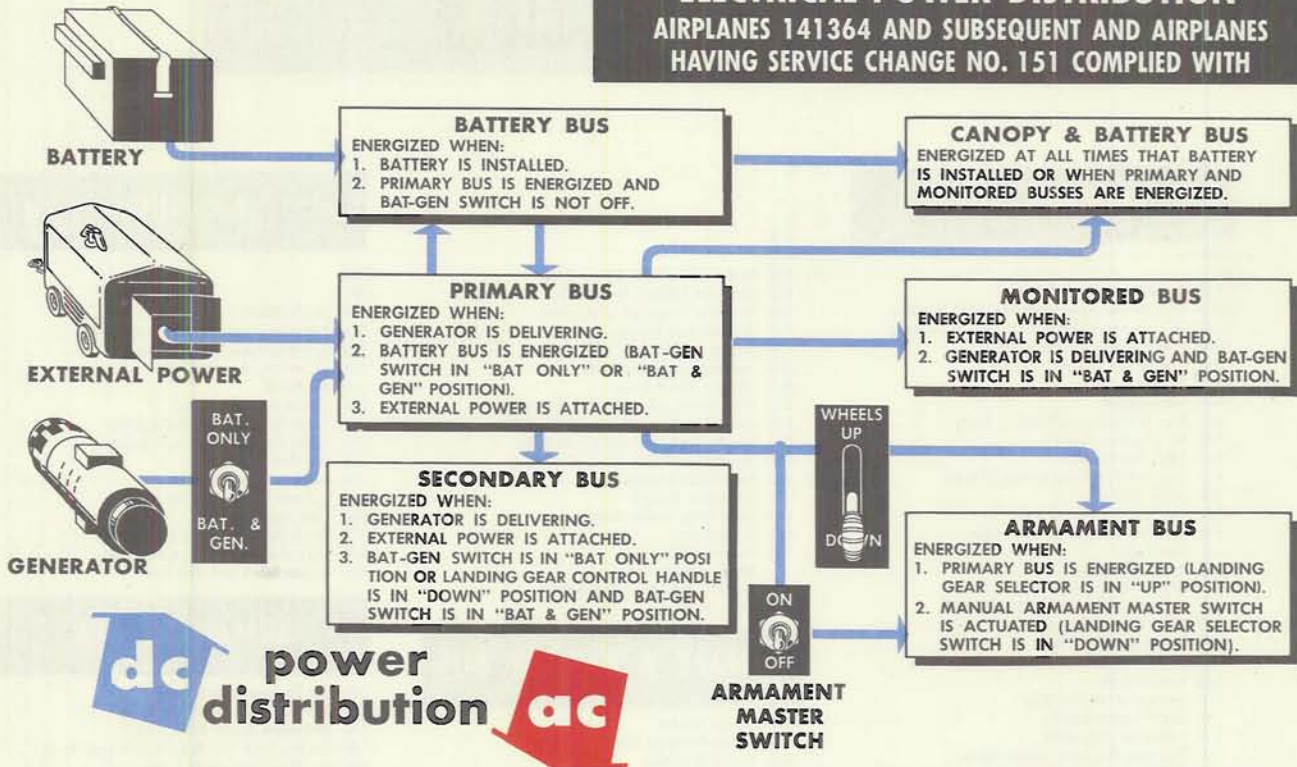 ELECTRICAL POWER DISTRIBUTION
AIRPLANES 141364 AND SUBSEQUENT AND AIRPLANES
HAVING SERVICE CHANGE NO. 151 COMPLIED WITH
BATTERY
BATTERY BUS
ENERGIZED WHEN:
1. BATTERY IS INSTALLED.
2. PRIMARY BUS IS ENERGIZED AND
BAT-GEN SWITCH IS NOT OFF.
CANOPY & BATTERY BUS
ENERGIZED AT ALL TIMES THAT BATTERY
IS INSTALLED OR WHEN PRIMARY AND
MONITORED BUSSES ARE ENERGIZED.
EXTERNAL POWER
PRIMARY BUS
ENERGIZED WHEN:
1. GENERATOR IS DELIVERING.
2. BATTERY BUS IS ENERGIZED (BAT-GEN
SWITCH IN "BAT ONLY" OR "BAT &
GEN" POSITION).
3. EXTERNAL POWER IS ATTACHED.
MONITORED BUS
ENERGIZED WHEN:
1. EXTERNAL POWER IS ATTACHED.
2. GENERATOR IS DELIVERING AND BAT-GEN
SWITCH IS IN "BAT & GEN" POSITION.
GENERATOR
BAT.
ONLY
BAT. &
GEN.
WHEELS
UP
DOWN
SECONDARY BUS
ENERGIZED WHEN:
1. GENERATOR IS DELIVERING.
2. EXTERNAL POWER IS ATTACHED.
3. BAT-GEN SWITCH IS IN "BAT ONLY" POSI
TION OR LANDING GEAR CONTROL HANDLE
IS IN "DOWN" POSITION AND BAT-GEN
SWITCH IS IN "BAT & GEN" POSITION.
ARMAMENT BUS
ENERGIZED WHEN:
1. PRIMARY BUS IS ENERGIZED (LANDING
GEAR SELECTOR IS IN "UP" POSITION).
2. MANUAL ARMAMENT MASTER SWITCH
IS ACTUATED (LANDING GEAR SELECTOR
SWITCH IS IN "DOWN" POSITION).
ON
OFF
ARMAMENT
MASTER
SWITCH
dc power
distribution ac